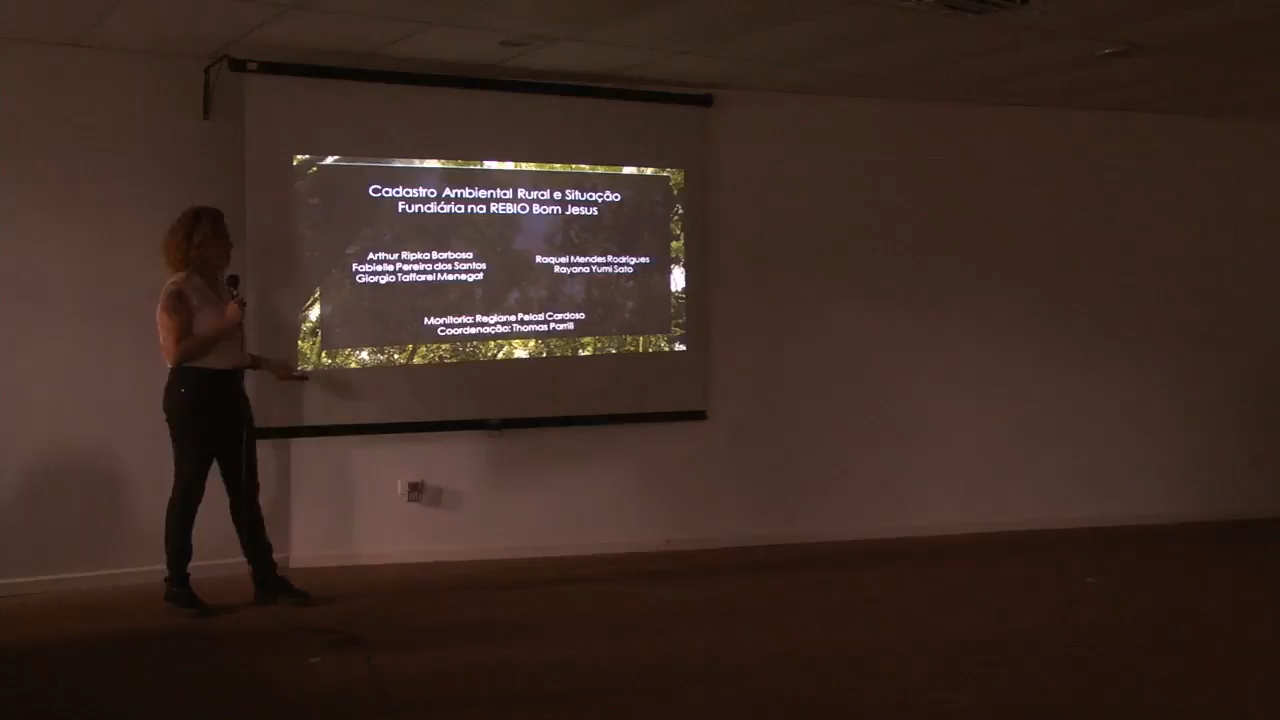 Cadastro Ambiental Rural e Situação
Fundiária na REBIO Bom Jesus
Arthur Ripka Barbosa
Fabielle Pereira dos Santos
Giorgio Taffarel Menegat
Raquel Mendes Rodrigues
Rayana Yumi Sato
Monitoria: Regiane Pelozi Cardoso
Coordenação: Thomas Parrili